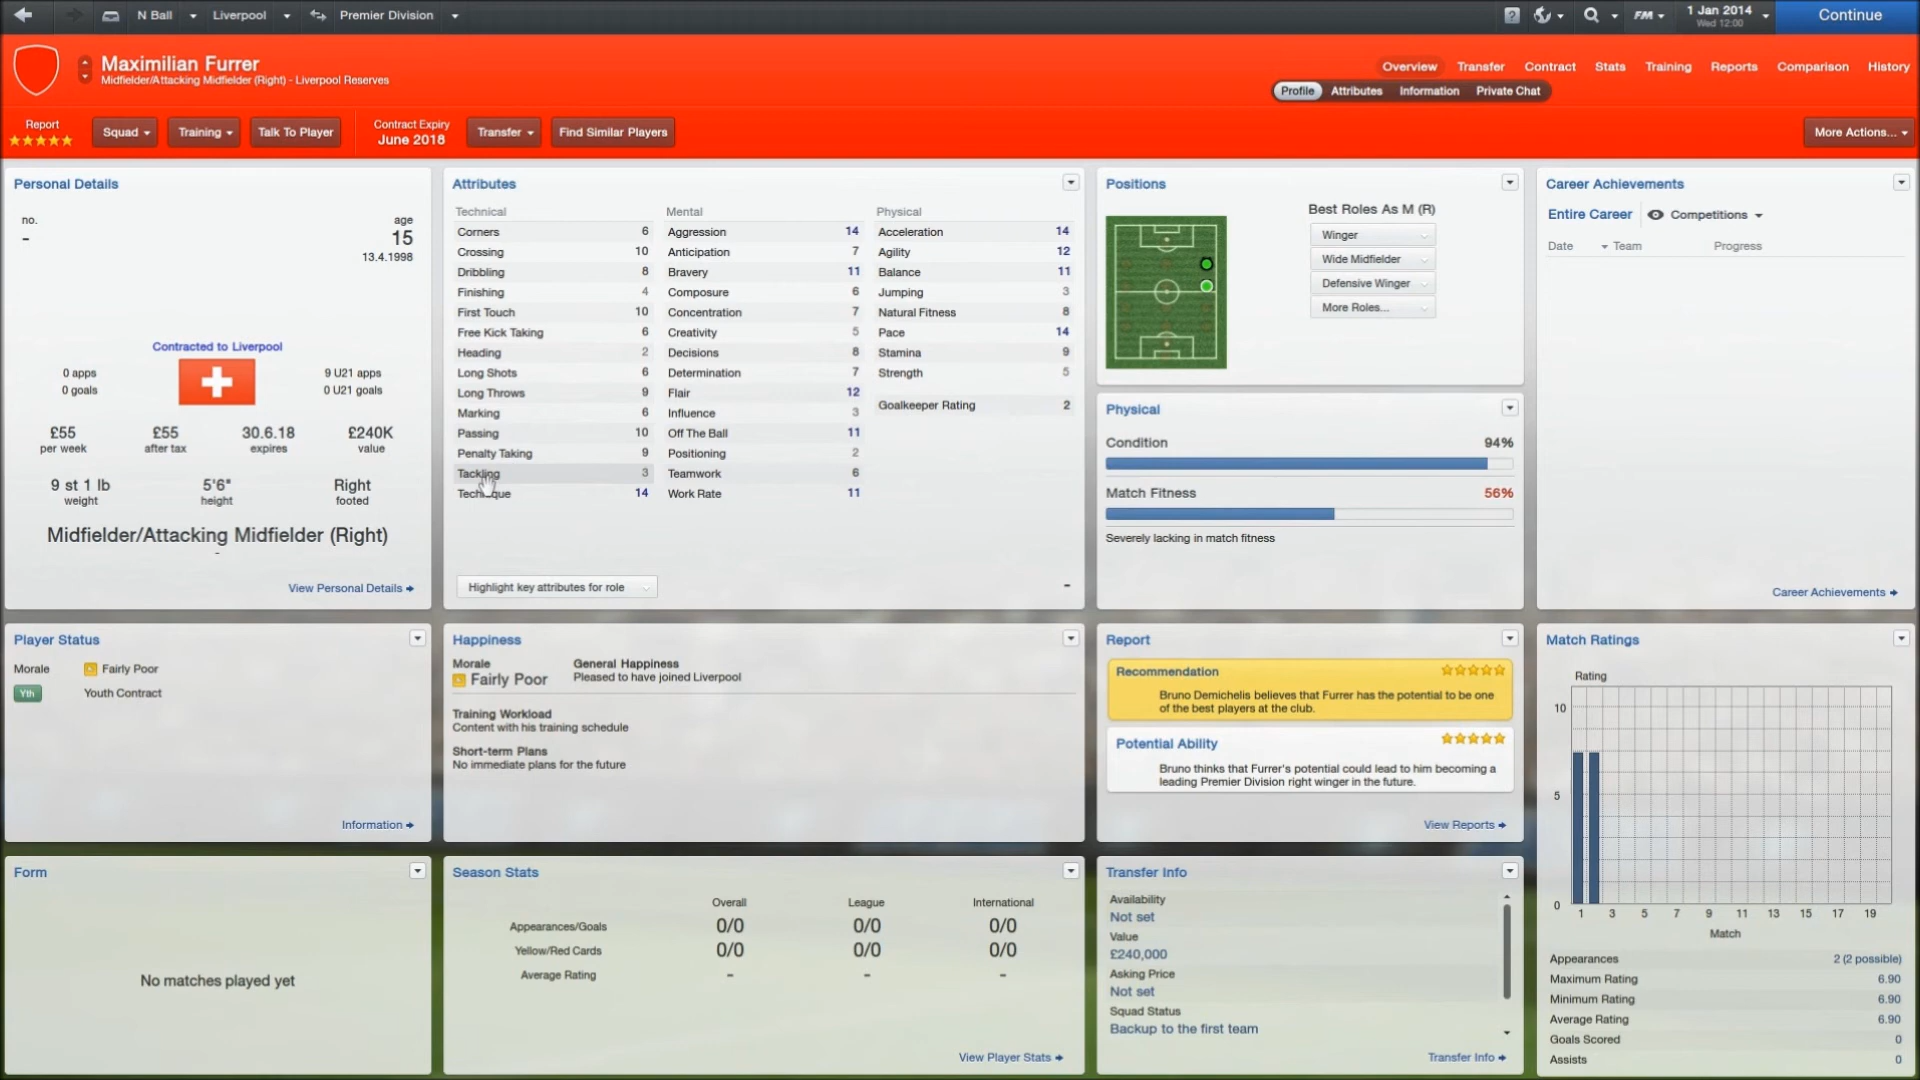 N Ball Liverpool Premier Division ? FM 1 Jan 2014 Continue
Wed 12:00
Maximilian Furrer
Midfielder/Attacking Midfielder (Right) - Liverpool Reserves
Overview Transfer Contract Stats Training Reports Comparison History
Profile Attributes Information Private Chat
Report Squad Training Talk To Player Contract Expiry Transfer Find Similar Players More Actions...
June 2018
Personal Details
no. age
- 15
13.4.1998
Contracted to Liverpool
0 apps 9 U21 apps
0 goals 0 U21 goals
£55 £55 30.6.18 £240K
per week after tax expires value
9 st 1 lb 5'6" Right
weight height footed
Midfielder/Attacking Midfielder (Right)
-
View Personal Details
Attributes
Technical Mental Physical
Corners 6 Aggression 14 Acceleration 14
Crossing 10 Anticipation 7 Agility 12
Dribbling 8 Bravery 11 Balance 11
Finishing 4 Composure 6 Jumping 3
First Touch 10 Concentration 7 Natural Fitness 8
Free Kick Taking 6 Creativity 5 Pace 14
Heading 2 Decisions 8 Stamina 9
Long Shots 6 Determination 7 Strength 5
Long Throws 9 Flair 12
Goalkeeper Rating 2
Marking 6 Influence 3
Passing 10 Off The Ball 11
Penalty Taking 9 Positioning 2
Tackling 3 Teamwork 6
Technique 14 Work Rate 11
Highlight key attributes for role -
Positions
Best Roles As M (R)
Winger
Wide Midfielder
Defensive Winger
More Roles...
Physical
Condition 94%
Match Fitness 56%
Severely lacking in match fitness
Career Achievements
Entire Career Competitions
Date Team Progress
Career Achievements
Player Status
Morale Fairly Poor
Yth Youth Contract
Information
Happiness
Morale General Happiness
Fairly Poor Pleased to have joined Liverpool
Training Workload
Content with his training schedule
Short-term Plans
No immediate plans for the future
Report
Recommendation
Bruno Demichelis believes that Furrer has the potential to be one
of the best players at the club.
Potential Ability
Bruno thinks that Furrer's potential could lead to him becoming a
leading Premier Division right winger in the future.
View Reports
Match Ratings
Rating
10
5
0
1 3 5 7 9 11 13 15 17 19
Match
Appearances 2 (2 possible)
Maximum Rating 6.90
Minimum Rating 6.90
Average Rating 6.90
Goals Scored 0
Assists 0
Form
No matches played yet
Season Stats
Overall League International
Appearances/Goals 0/0 0/0 0/0
Yellow/Red Cards 0/0 0/0 0/0
Average Rating - - -
View Player Stats
Transfer Info
Availability
Not set
Value
£240,000
Asking Price
Not set
Squad Status
Backup to the first team
Transfer Info